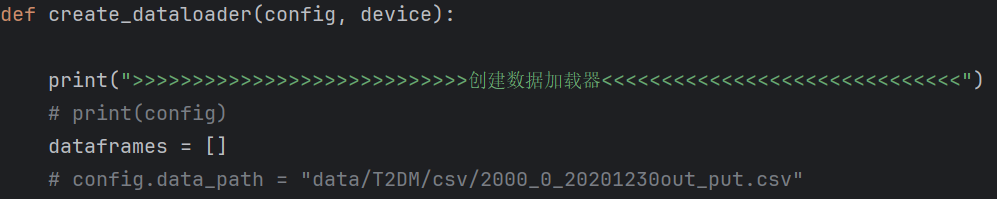 def create_dataloader(config, device):
print(">>>>>>>>>>>>>>>>>>>>>>>>>>>>创建数据加载器<<<<<<<<<<<<<<<<<<<<<<<<<<<<<<")
# print(config)
dataframes = []
# config.data_path = "data/T2DM/csv/2000_0_20201230out_put.csv"